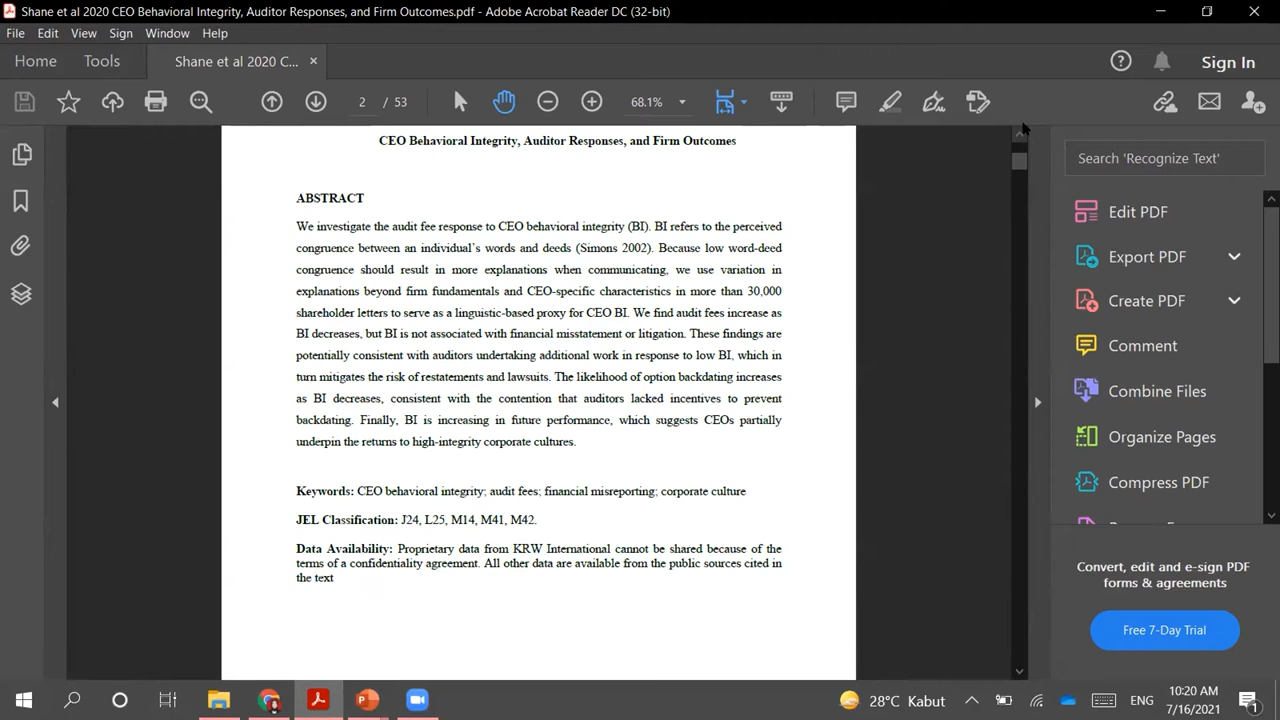 Shane et al 2020 CEO Behavioral Integrity, Auditor Responses, and Firm Outcomes.pdf - Adobe Acrobat Reader DC (32-bit)
File Edit View Sign Window Help
Home Tools Shane et al 2020 C... × Sign In
2 / 53 68.1%
CEO Behavioral Integrity, Auditor Responses, and Firm Outcomes
ABSTRACT
We investigate the audit fee response to CEO behavioral integrity (BI). BI refers to the perceived
congruence between an individual's words and deeds (Simons 2002). Because low word-deed
congruence should result in more explanations when communicating, we use variation in
explanations beyond firm fundamentals and CEO-specific characteristics in more than 30,000
shareholder letters to serve as a linguistic-based proxy for CEO BI. We find audit fees increase as
BI decreases, but BI is not associated with financial misstatement or litigation. These findings are
potentially consistent with auditors undertaking additional work in response to low BI, which in
turn mitigates the risk of restatements and lawsuits. The likelihood of option backdating increases
as BI decreases, consistent with the contention that auditors lacked incentives to prevent
backdating. Finally, BI is increasing in future performance, which suggests CEOs partially
underpin the returns to high-integrity corporate cultures.
Keywords: CEO behavioral integrity; audit fees; financial misreporting; corporate culture
JEL Classification: J24, L25, M14, M41, M42.
Data Availability: Proprietary data from KRW International cannot be shared because of the
terms of a confidentiality agreement. All other data are available from the public sources cited in
the text
Search 'Recognize Text'
Edit PDF
Export PDF
Create PDF
Comment
Combine Files
Organize Pages
Compress PDF
Convert, edit and e-sign PDF
forms & agreements
Free 7-Day Trial
28°C Kabut ENG 10:20 AM
7/16/2021
1